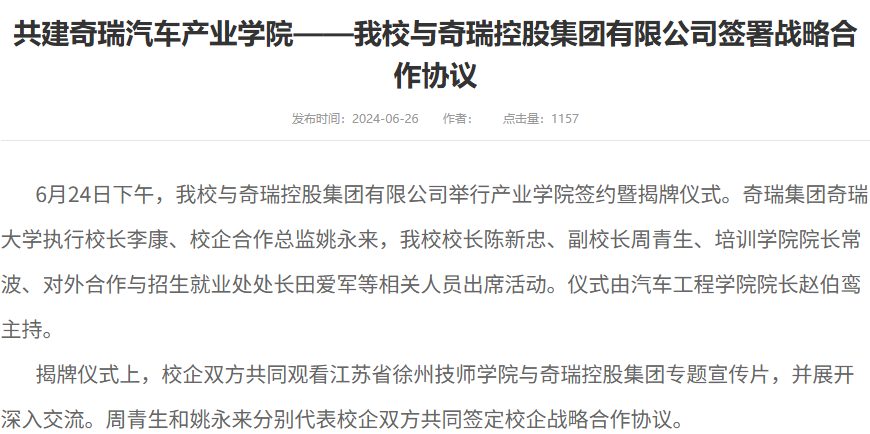 共建奇瑞汽车产业学院——我校与奇瑞控股集团有限公司签署战略合
作协议
发布时间：2024-06-26 作者： 点击量：1157
6月24日下午，我校与奇瑞控股集团有限公司举行产业学院签约暨揭牌仪式。奇瑞集团奇瑞
大学执行校长李康、校企合作总监姚永来，我校校长陈新忠、副校长周青生、培训学院院长常
波、对外合作与招生就业处处长田爱军等相关人员出席活动。仪式由汽车工程学院院长赵伯鸾
主持。
揭牌仪式上，校企双方共同观看江苏省徐州技师学院与奇瑞控股集团专题宣传片，并展开
深入交流。周青生和姚永来分别代表校企双方共同签定校企战略合作协议。